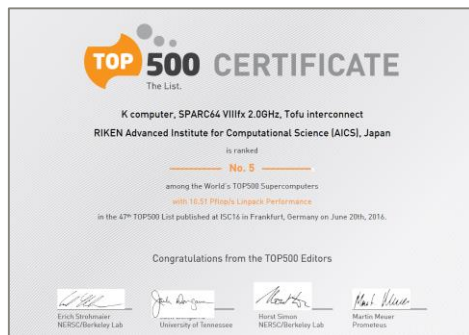 TOP 500 CERTIFICATE
The List.
K computer, SPARC64 VIIIfx 2.0GHz, Tofu interconnect
RIKEN Advanced Institute for Computational Science (AICS), Japan
is ranked
No. 5
among the World's TOP500 Supercomputers
with 10.51 Pflop/s Linpack Performance
in the 47th TOP500 List published at ISC16 in Frankfurt, Germany on June 20th, 2016.
Congratulations from the TOP500 Editors
Erich Strohmaier
NERSC/Berkeley Lab
University of Tennessee
Horst Simon
NERSC/Berkeley Lab
Martin Meuer
Prometeus